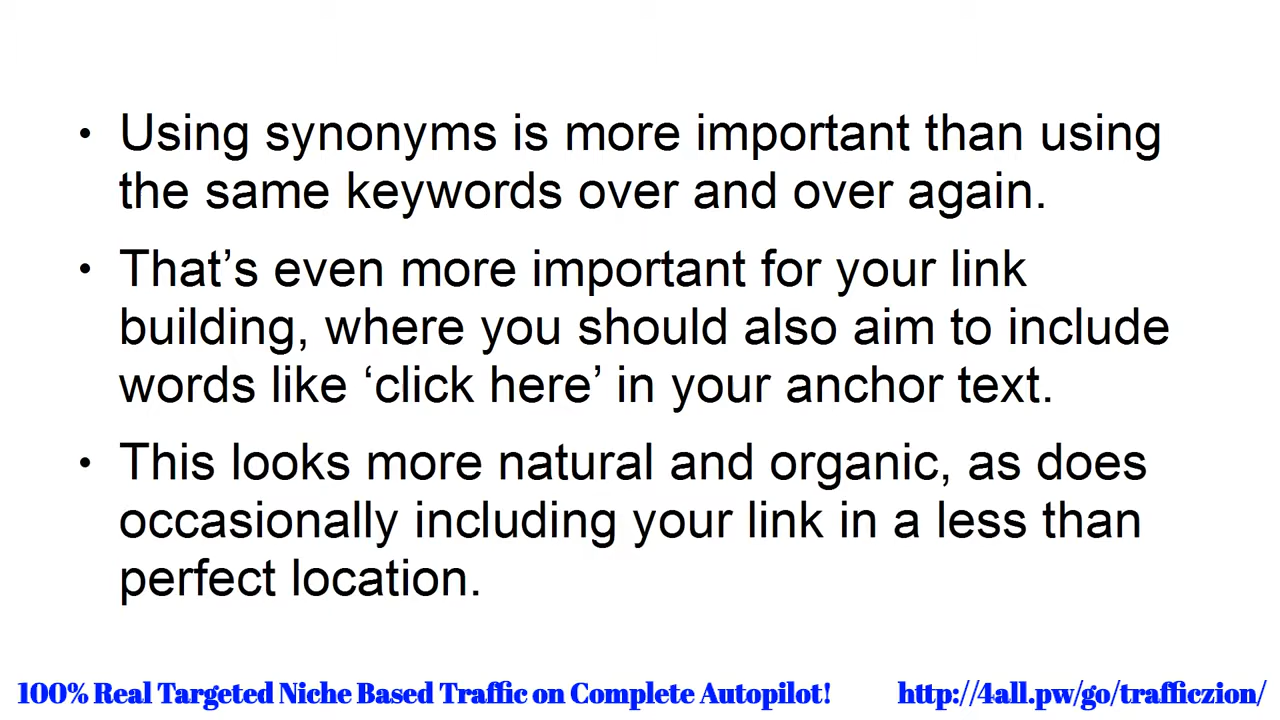 • Using synonyms is more important than using
the same keywords over and over again.
• That’s even more important for your link
building, where you should also aim to include
words like ‘click here’ in your anchor text.
• This looks more natural and organic, as does
occasionally including your link in a less than
perfect location.
100% Real Targeted Niche Based Traffic on Complete Autopilot! http://4all.pw/go/trafficzion/